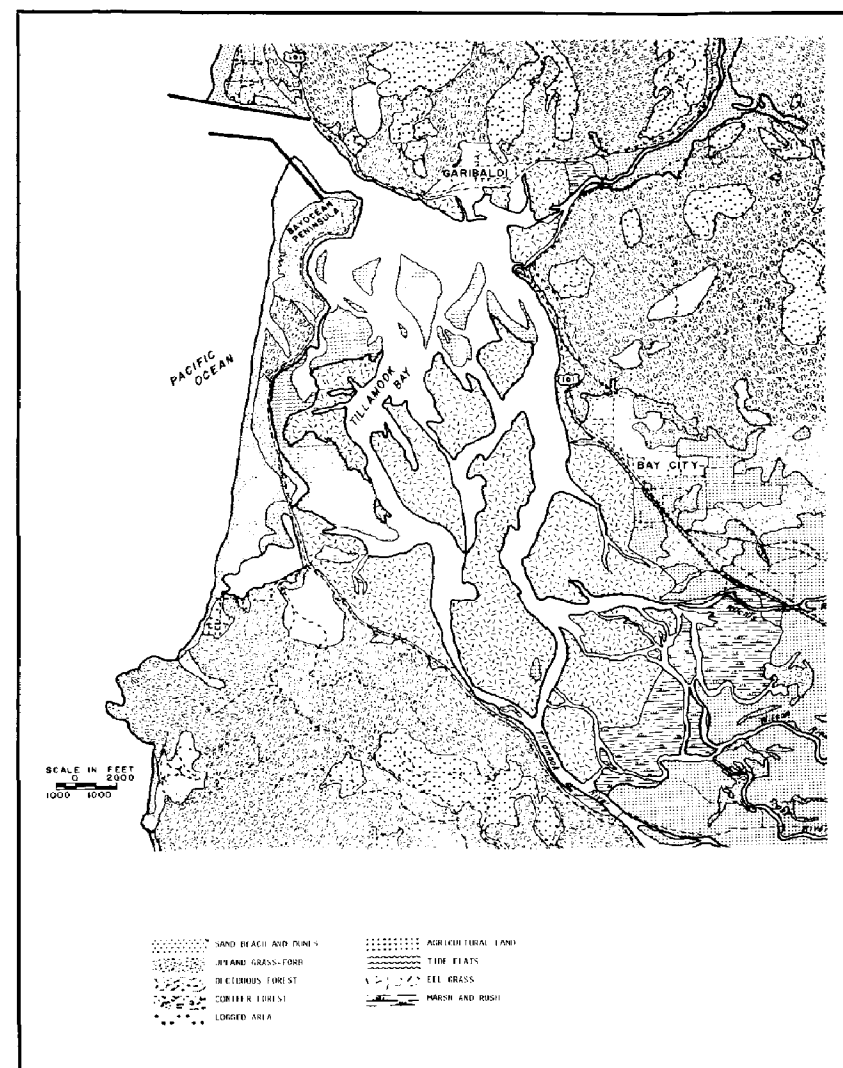 101
GARIBALDI
BAYOCEAN
PENINSULA
PACIFIC
OCEAN
TILLAMOOK
BAY
101
BAY CITY
SCALE IN FEET
0 2000
1000 1000
SAND BEACH AND DUNES
UPLAND GRASS-FORB
DECIDUOUS FOREST
CONIFER FOREST
LOGGED AREA
AGRICULTURAL LAND
TIDE FLATS
EEL GRASS
MARSH AND RUSH